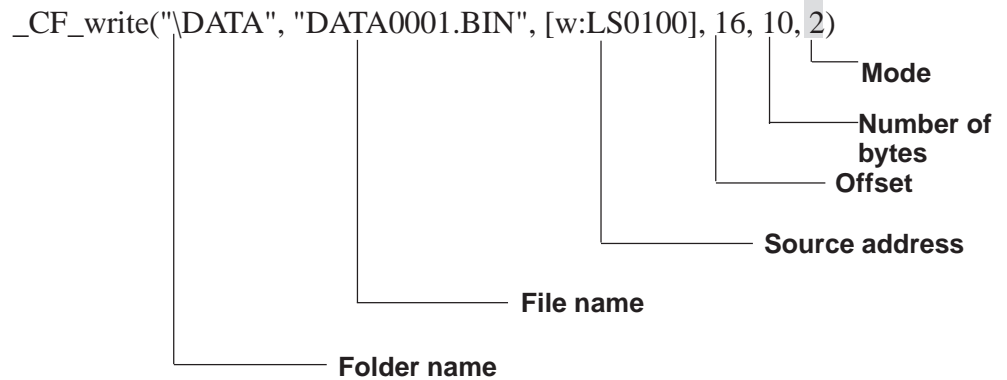 _CF_write("\DATA", "DATA0001.BIN", [w:LS0100], 16, 10, 2)
Mode
Number of
bytes
Offset
Source address
File name
Folder name